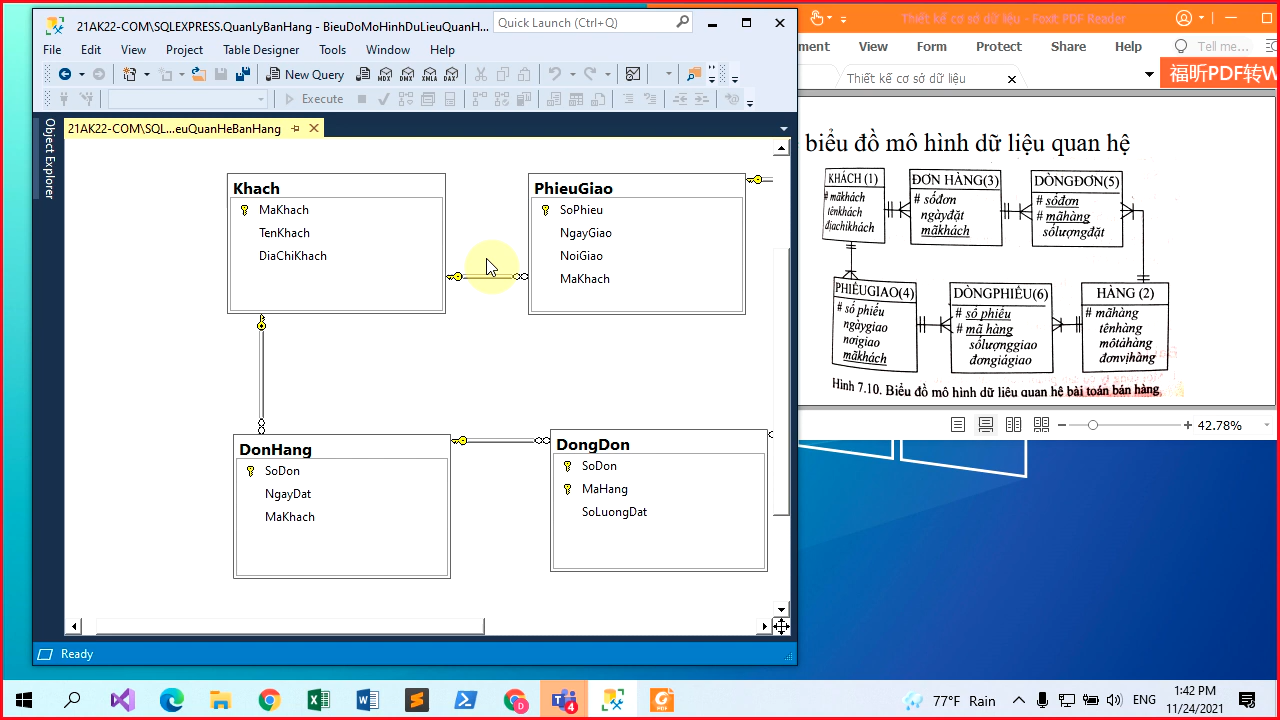 21AK22-COM\SQLEXPRESS.QuanLyBanHang - BieuDoMoHinhDuLieuQuanH...
Quick Launch (Ctrl+Q)
File Edit View Project Table Designer Tools Window Help
New Query
MDX DMX XMLA DAX
Execute
Object Explorer
21AK22-COM\SQL...euQuanHeBanHang
Khach
MaKhach
TenKhach
DiaChiKhach
PhieuGiao
SoPhieu
NgayGiao
NoiGiao
MaKhach
DonHang
SoDon
NgayDat
MaKhach
DongDon
SoDon
MaHang
SoLuongDat
Ready
Thiết kế cơ sở dữ liệu - Foxit PDF Reader
ment View Form Protect Share Help Tell me...
Thiết kế cơ sở dữ liệu
福昕PDF转W
biểu đồ mô hình dữ liệu quan hệ
KHÁCH (1)
# mãkhách
tênkhách
địachikhách
ĐƠN HÀNG(3)
# sốđơn
ngàyđặt
mãkhách
DÒNGĐƠN(5)
# sốđơn
# mãhàng
sốlượngđặt
PHIẾUGIAO(4)
# số phiếu
ngàygiao
nơigiao
mãkhách
DÒNGPHIẾU(6)
# số phiếu
# mã hàng
sốlượnggiao
đơngiágiao
HÀNG (2)
# mãhàng
tênhàng
môtảhàng
đơnvịhàng
Hình 7.10. Biểu đồ mô hình dữ liệu quan hệ bài toán bán hàng
42.78%
77°F Rain
ENG
1:42 PM
11/24/2021